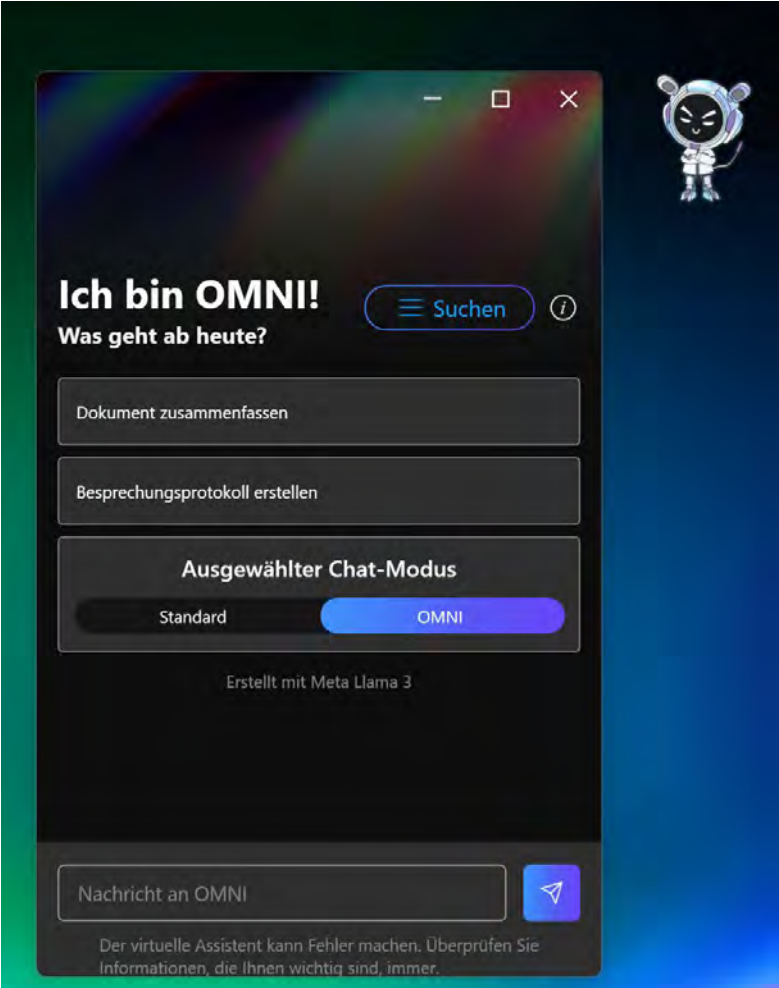 Ich bin OMNI!
Was geht ab heute?
Suchen
i
Dokument zusammenfassen
Besprechungsprotokoll erstellen
Ausgewählter Chat-Modus
Standard
OMNI
Erstellt mit Meta Llama 3
Nachricht an OMNI
Der virtuelle Assistent kann Fehler machen. Überprüfen Sie
Informationen, die Ihnen wichtig sind, immer.